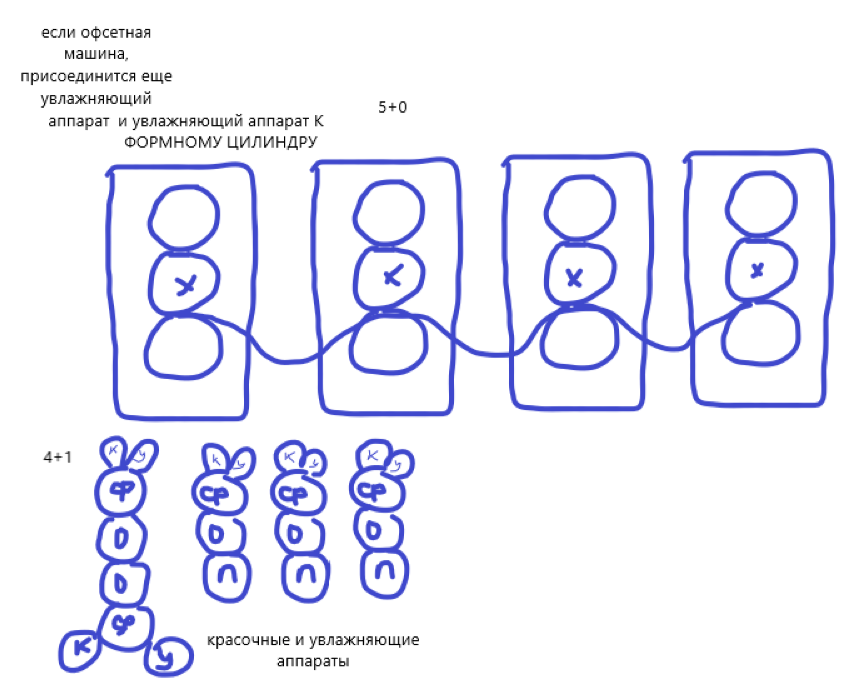 если офсетная
машина,
присоединится еще
увлажняющий
аппарат и увлажняющий аппарат К
ФОРМНОМУ ЦИЛИНДРУ
5+0
х к х х
4+1
к у к у к у к у
ф ф ф ф
о о о о
о п п п
ф
к у
красочные и увлажняющие
аппараты